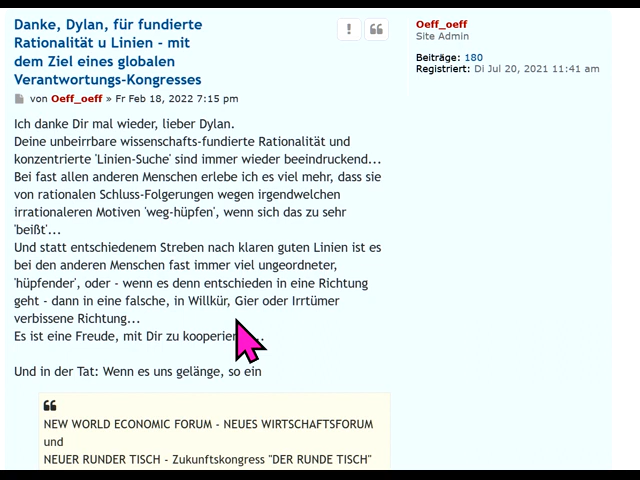 Danke, Dylan, für fundierte
Rationalität u Linien - mit
dem Ziel eines globalen
Verantwortungs-Kongresses
von Oeff_oeff » Fr Feb 18, 2022 7:15 pm
Ich danke Dir mal wieder, lieber Dylan.
Deine unbeirrbare wissenschafts-fundierte Rationalität und
konzentrierte 'Linien-Suche' sind immer wieder beeindruckend...
Bei fast allen anderen Menschen erlebe ich es viel mehr, dass sie
von rationalen Schluss-Folgerungen wegen irgendwelchen
irrationaleren Motiven 'weg-hüpfen', wenn sich das zu sehr
'beißt'...
Und statt entschiedenem Streben nach klaren guten Linien ist es
bei den anderen Menschen fast immer viel ungeordneter,
'hüpfender', oder - wenn es denn entschieden in eine Richtung
geht - dann in eine falsche, in Willkür, Gier oder Irrtümer
verbissene Richtung...
Es ist eine Freude, mit Dir zu
Und in der Tat: Wenn es uns gelänge, so ein
NEW WORLD ECONOMIC FORUM - NEUES WIRTSCHAFTSFORUM
und
NEUER RUNDER TISCH - Zukunftskongress "DER RUNDE TISCH"
Oeff_oeff
Site Admin
Beiträge: 180
Registriert: Di Jul 20, 2021 11:41 am